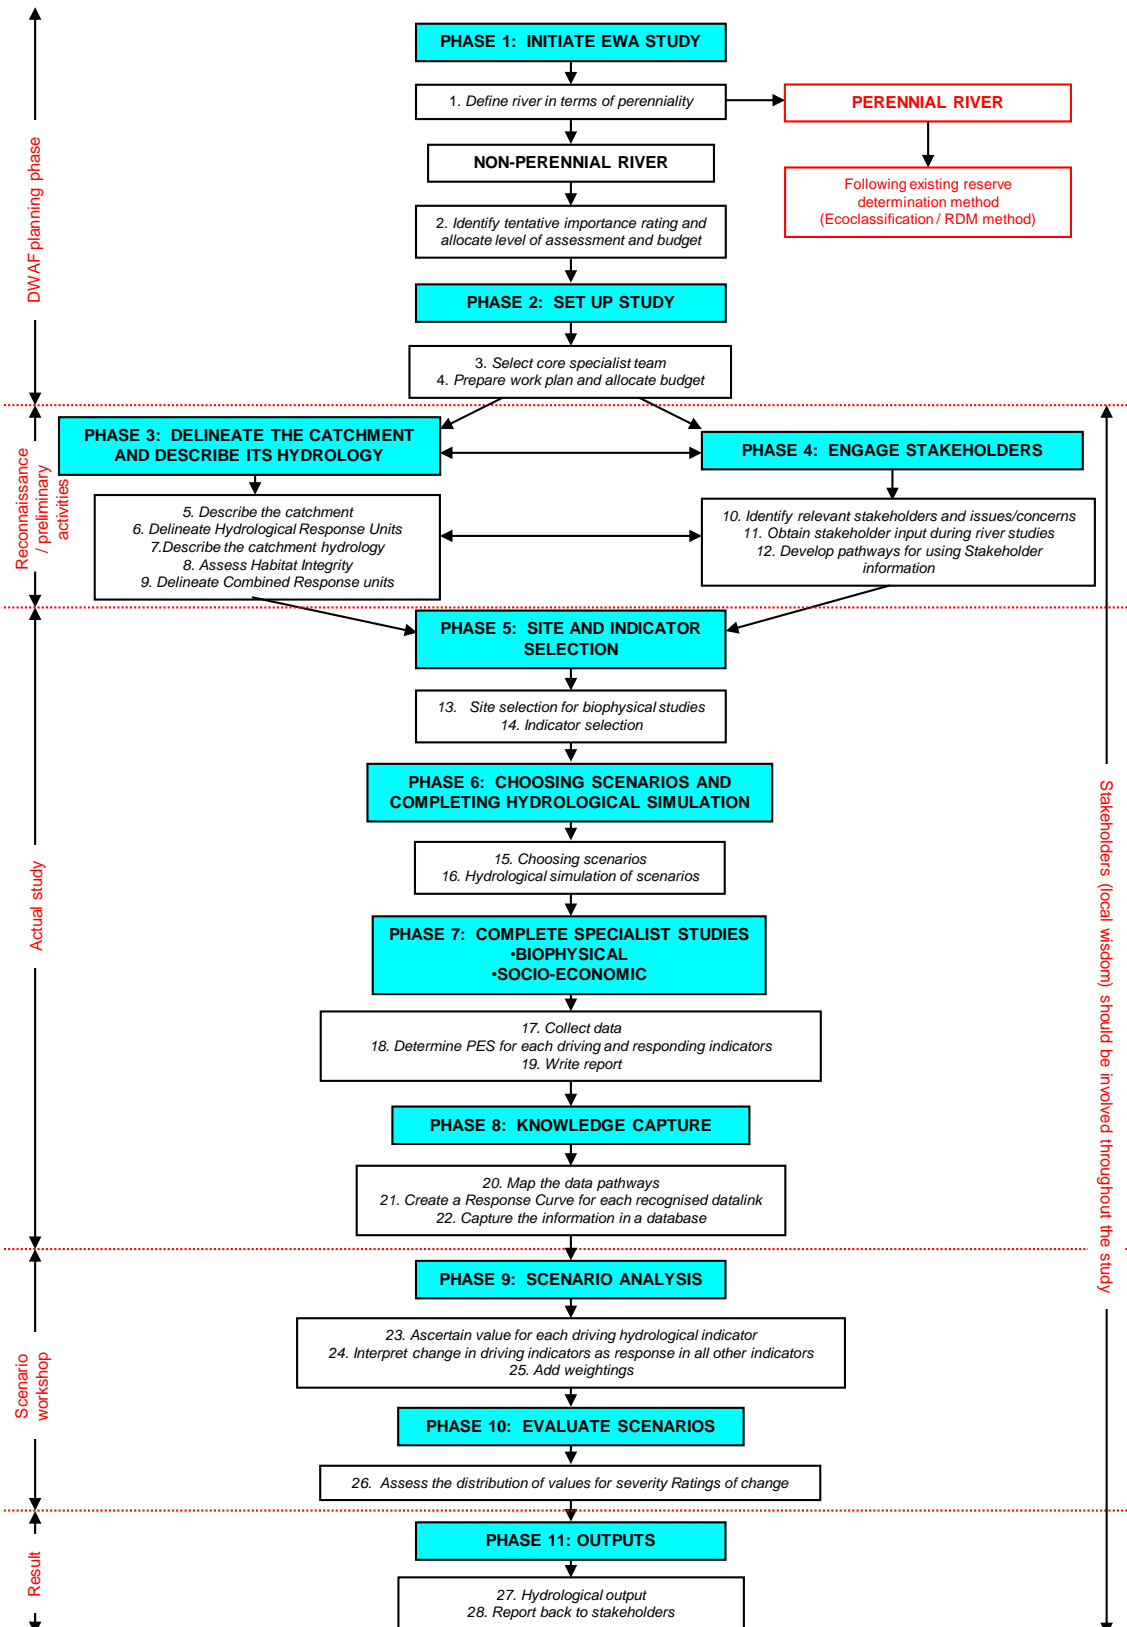 PHASE 1: INITIATE EWA STUDY
1. Define river in terms of perenniality
PERENNIAL RIVER
NON-PERENNIAL RIVER
Following existing reserve
determination method
(Ecoclassification / RDM method)
2. Identify tentative importance rating and
allocate level of assessment and budget
DWAF planning phase
PHASE 2: SET UP STUDY
3. Select core specialist team
4. Prepare work plan and allocate budget
PHASE 3: DELINEATE THE CATCHMENT
AND DESCRIBE ITS HYDROLOGY
PHASE 4: ENGAGE STAKEHOLDERS
Reconnaissance
/ preliminary
activities
5. Describe the catchment
6. Delineate Hydrological Response Units
7.Describe the catchment hydrology
8. Assess Habitat Integrity
9. Delineate Combined Response units
10. Identify relevant stakeholders and issues/concerns
11. Obtain stakeholder input during river studies
12. Develop pathways for using Stakeholder
information
PHASE 5: SITE AND INDICATOR
SELECTION
13. Site selection for biophysical studies
14. Indicator selection
PHASE 6: CHOOSING SCENARIOS AND
COMPLETING HYDROLOGICAL SIMULATION
15. Choosing scenarios
16. Hydrological simulation of scenarios
Actual study
PHASE 7: COMPLETE SPECIALIST STUDIES
•BIOPHYSICAL
•SOCIO-ECONOMIC
17. Collect data
18. Determine PES for each driving and responding indicators
19. Write report
Stakeholders (local wisdom) should be involved throughout the study
PHASE 8: KNOWLEDGE CAPTURE
20. Map the data pathways
21. Create a Response Curve for each recognised datalink
22. Capture the information in a database
PHASE 9: SCENARIO ANALYSIS
23. Ascertain value for each driving hydrological indicator
24. Interpret change in driving indicators as response in all other indicators
25. Add weightings
Scenario
workshop
PHASE 10: EVALUATE SCENARIOS
26. Assess the distribution of values for severity Ratings of change
PHASE 11: OUTPUTS
Result
27. Hydrological output
28. Report back to stakeholders